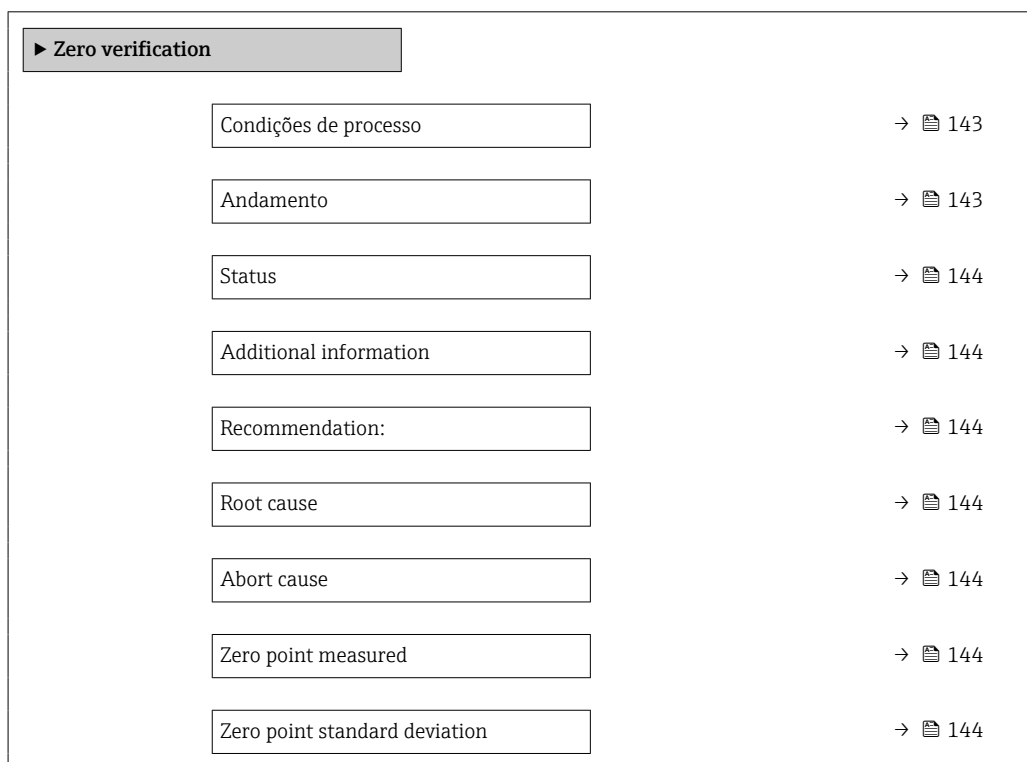 ▶ Zero verification
Condições de processo → 🖹 143
Andamento → 🖹 143
Status → 🖹 144
Additional information → 🖹 144
Recommendation: → 🖹 144
Root cause → 🖹 144
Abort cause → 🖹 144
Zero point measured → 🖹 144
Zero point standard deviation → 🖹 144